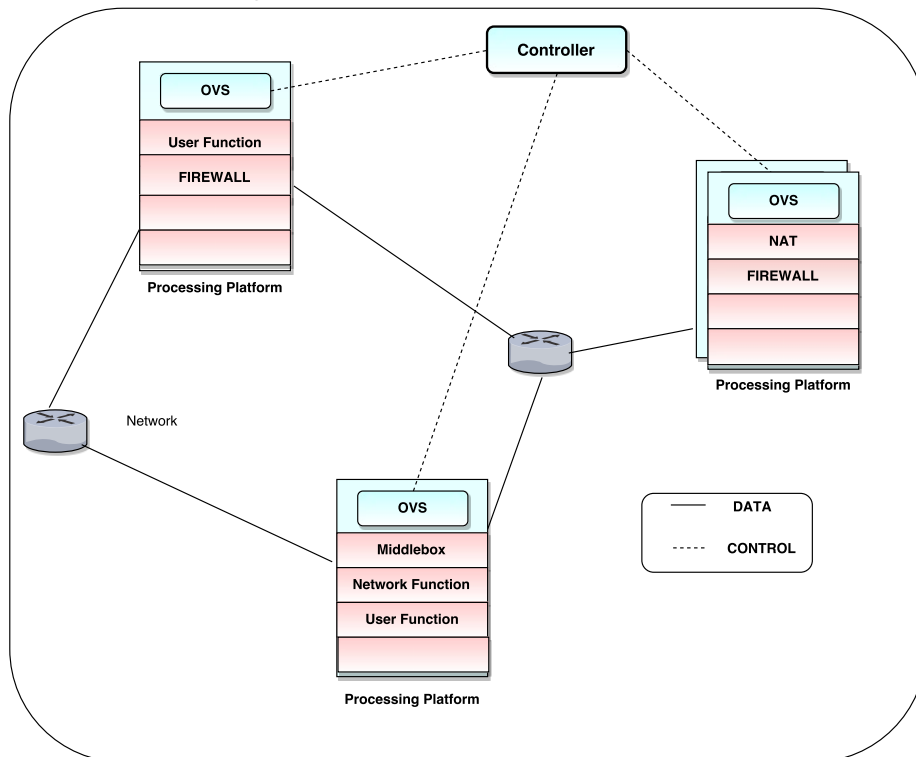 Controller
OVS
User Function
FIREWALL
Processing Platform
OVS
NAT
FIREWALL
Processing Platform
Network
OVS
Middlebox
Network Function
User Function
Processing Platform
DATA
CONTROL